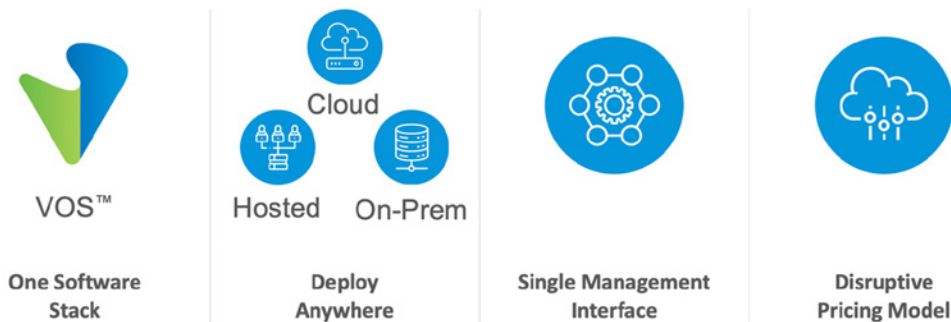 VOS™
One Software
Stack
Cloud
Hosted
On-Prem
Deploy
Anywhere
Single Management
Interface
Disruptive
Pricing Model